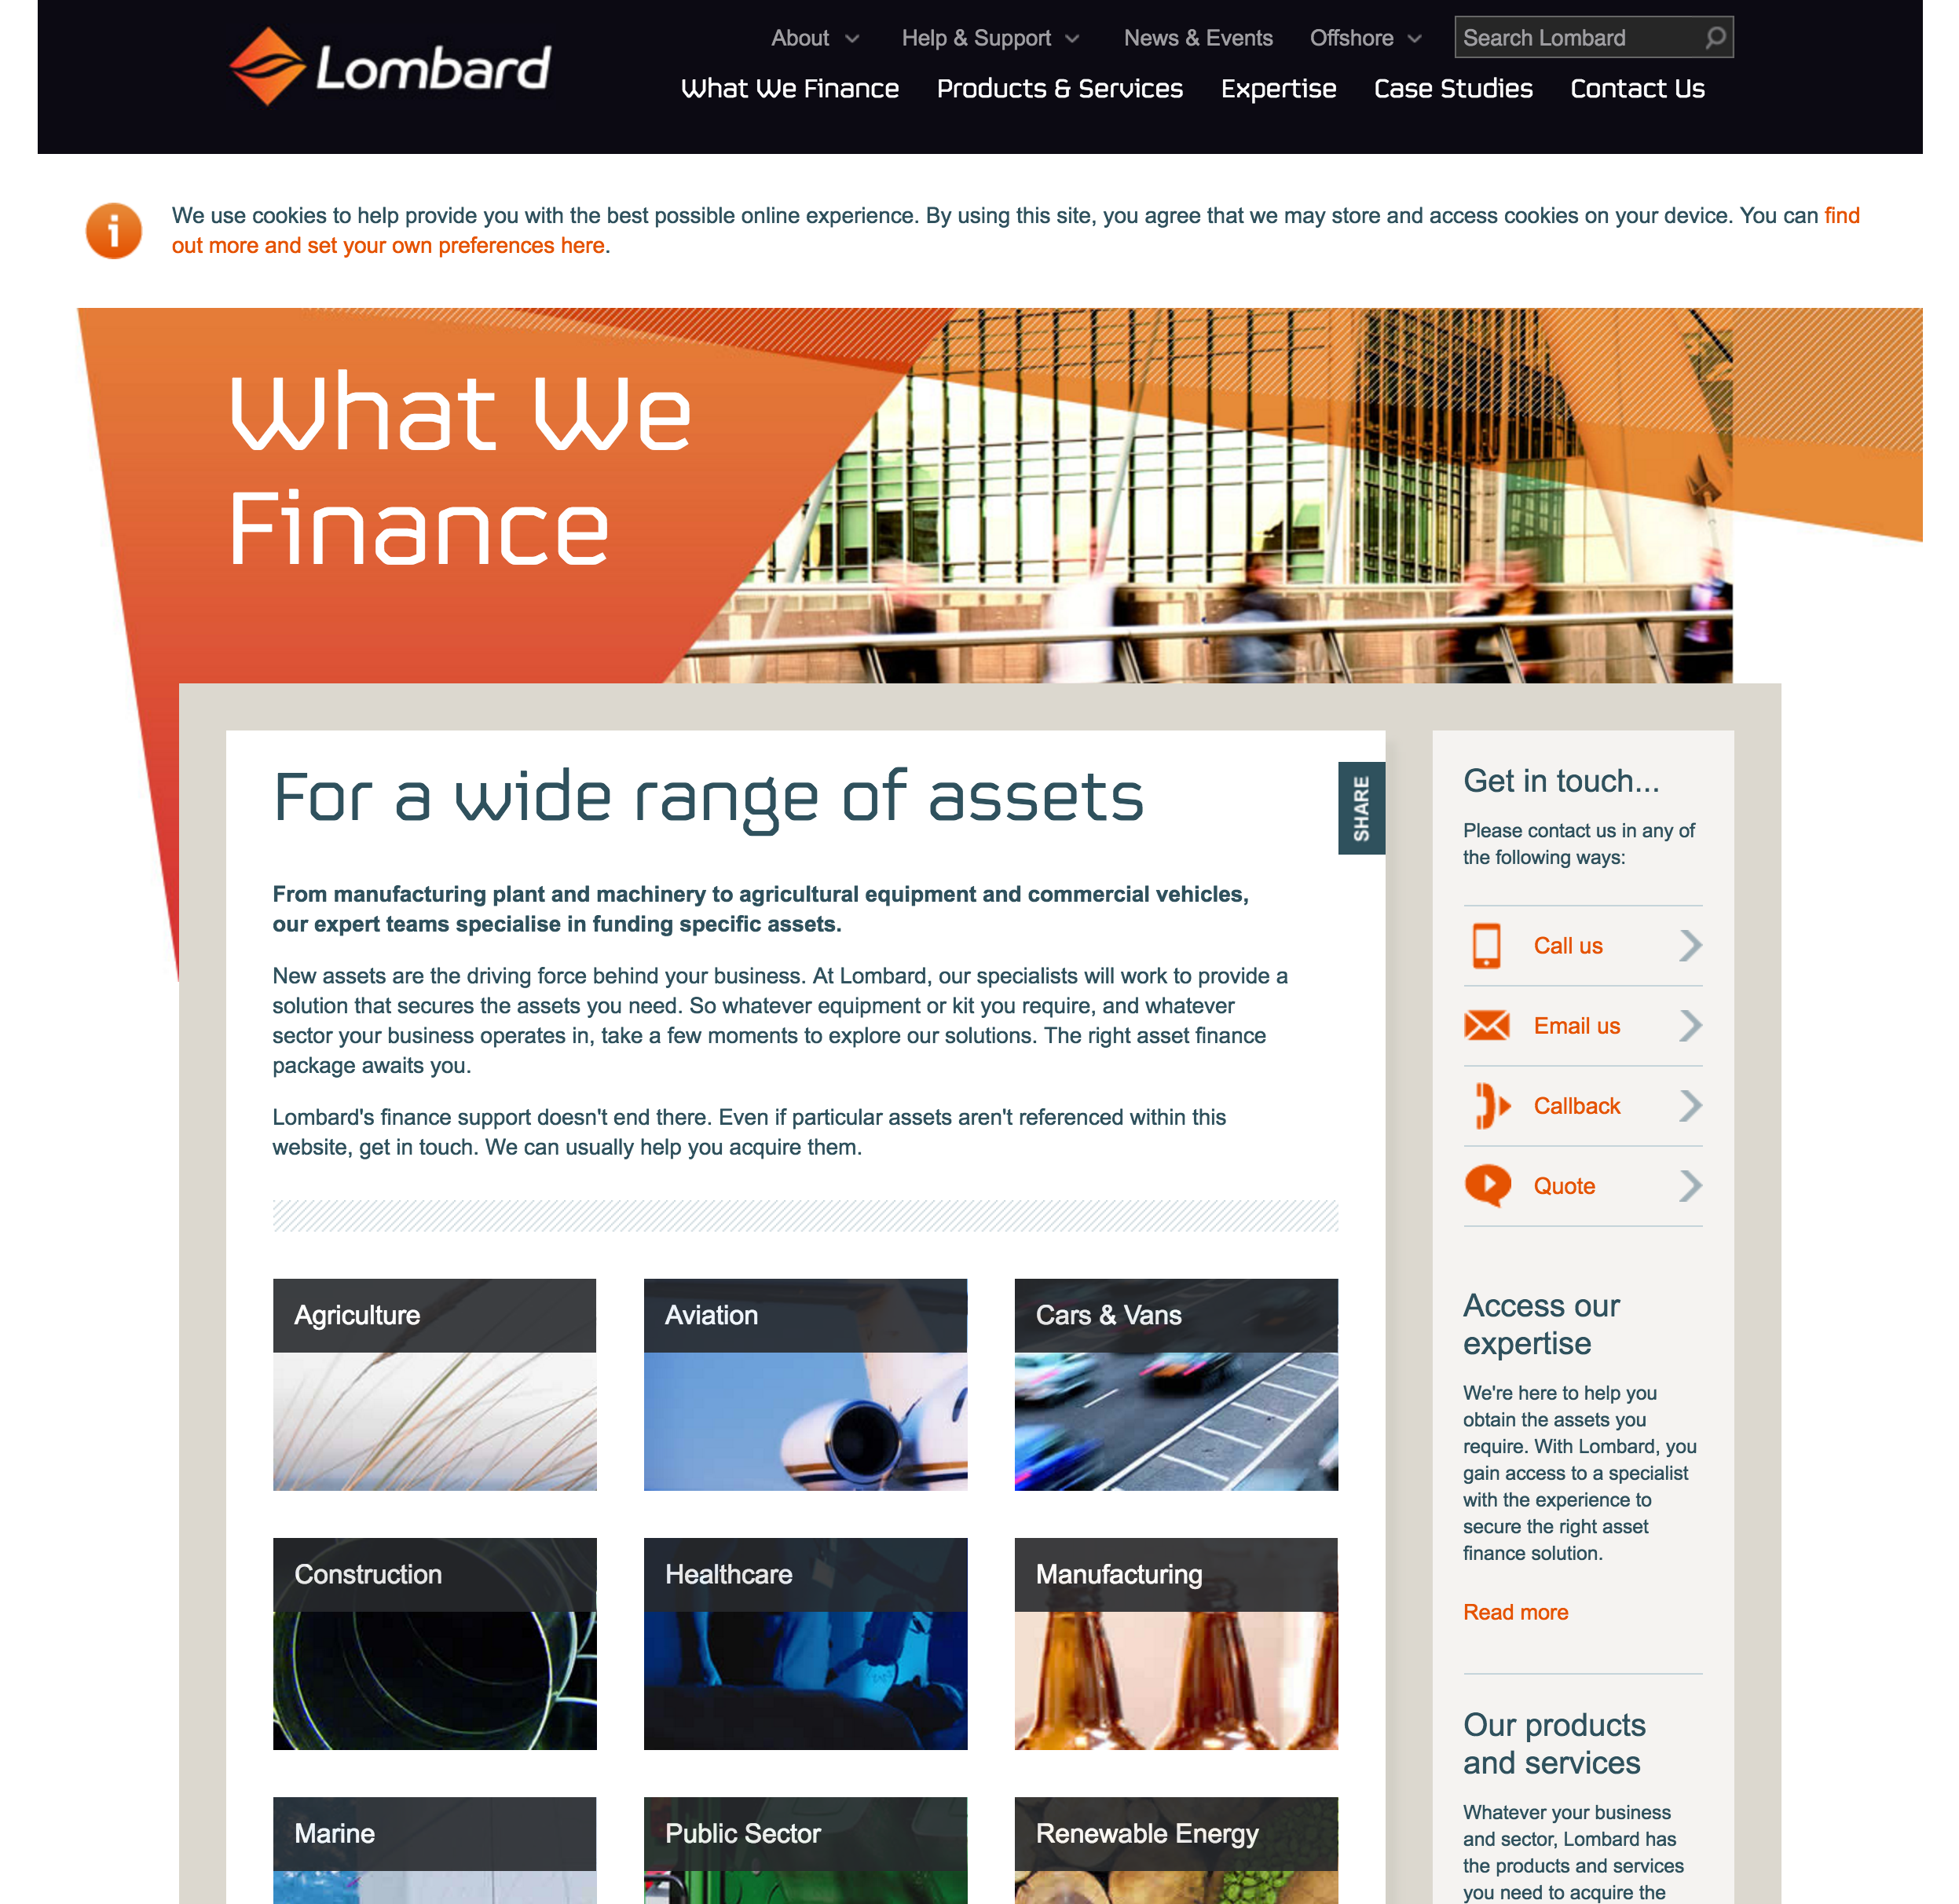 Lombard
About
Help & Support
News & Events
Offshore
Search Lombard
What We Finance
Products & Services
Expertise
Case Studies
Contact Us
We use cookies to help provide you with the best possible online experience. By using this site, you agree that we may store and access cookies on your device. You can find
out more and set your own preferences here.
What We
Finance
For a wide range of assets
SHARE
From manufacturing plant and machinery to agricultural equipment and commercial vehicles,
our expert teams specialise in funding specific assets.
New assets are the driving force behind your business. At Lombard, our specialists will work to provide a
solution that secures the assets you need. So whatever equipment or kit you require, and whatever
sector your business operates in, take a few moments to explore our solutions. The right asset finance
package awaits you.
Lombard's finance support doesn't end there. Even if particular assets aren't referenced within this
website, get in touch. We can usually help you acquire them.
Agriculture
Aviation
Cars & Vans
Construction
Healthcare
Manufacturing
Marine
Public Sector
Renewable Energy
Get in touch...
Please contact us in any of
the following ways:
Call us
Email us
Callback
Quote
Access our
expertise
We're here to help you
obtain the assets you
require. With Lombard, you
gain access to a specialist
with the experience to
secure the right asset
finance solution.
Read more
Our products
and services
Whatever your business
and sector, Lombard has
the products and services
you need to acquire the